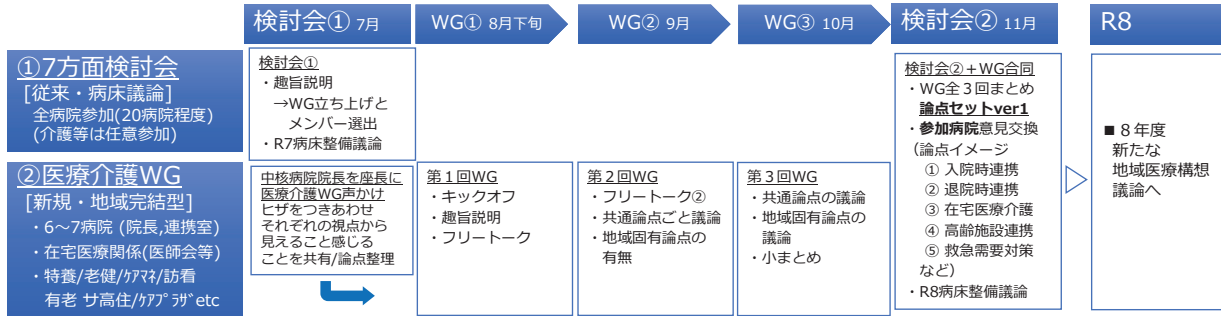 検討会① 7月
WG① 8月下旬
WG② 9月
WG③ 10月
検討会② 11月
R8
①7方面検討会
[従来・病床議論]
全病院参加(20病院程度)
(介護等は任意参加)
検討会①
・趣旨説明
→WG立ち上げと
メンバー選出
・R7病床整備議論
②医療介護WG
[新規・地域完結型]
・6～7病院 (院長,連携室)
・在宅医療関係(医師会等)
・特養/老健/ｹｱﾏﾈ/訪看
有老 サ高住/ｹｱﾌﾟﾗｻﾞetc
中核病院院長を座長に
医療介護WG声かけ
ヒザをつきあわせ
それぞれの視点から
見えること感じる
ことを共有/論点整理
第１回WG
・キックオフ
・趣旨説明
・フリートーク
第２回WG
・フリートーク②
・共通論点ごと議論
・地域固有論点の
有無
第３回WG
・共通論点の議論
・地域固有論点の
議論
・小まとめ
検討会②＋WG合同
・WG全３回まとめ
論点セットver1
・参加病院意見交換
（論点イメージ
① 入院時連携
② 退院時連携
③ 在宅医療介護
④ 高齢施設連携
⑤ 救急需要対策
など）
・R8病床整備議論
■８年度
新たな
地域医療構想
議論へ